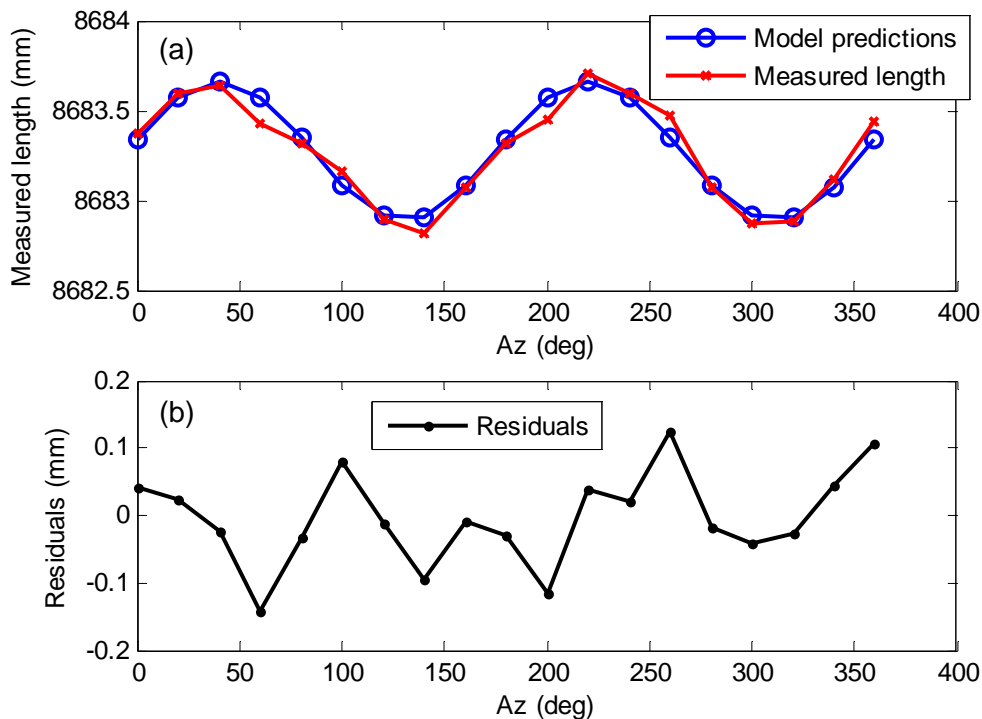 8684
(a)
Model predictions
Measured length
8683.5
8683
8682.5
Measured length (mm)
0 50 100 150 200 250 300 350 400
Az (deg)
0.2
(b)
Residuals
0.1
0
-0.1
-0.2
Residuals (mm)
0 50 100 150 200 250 300 350 400
Az (deg)